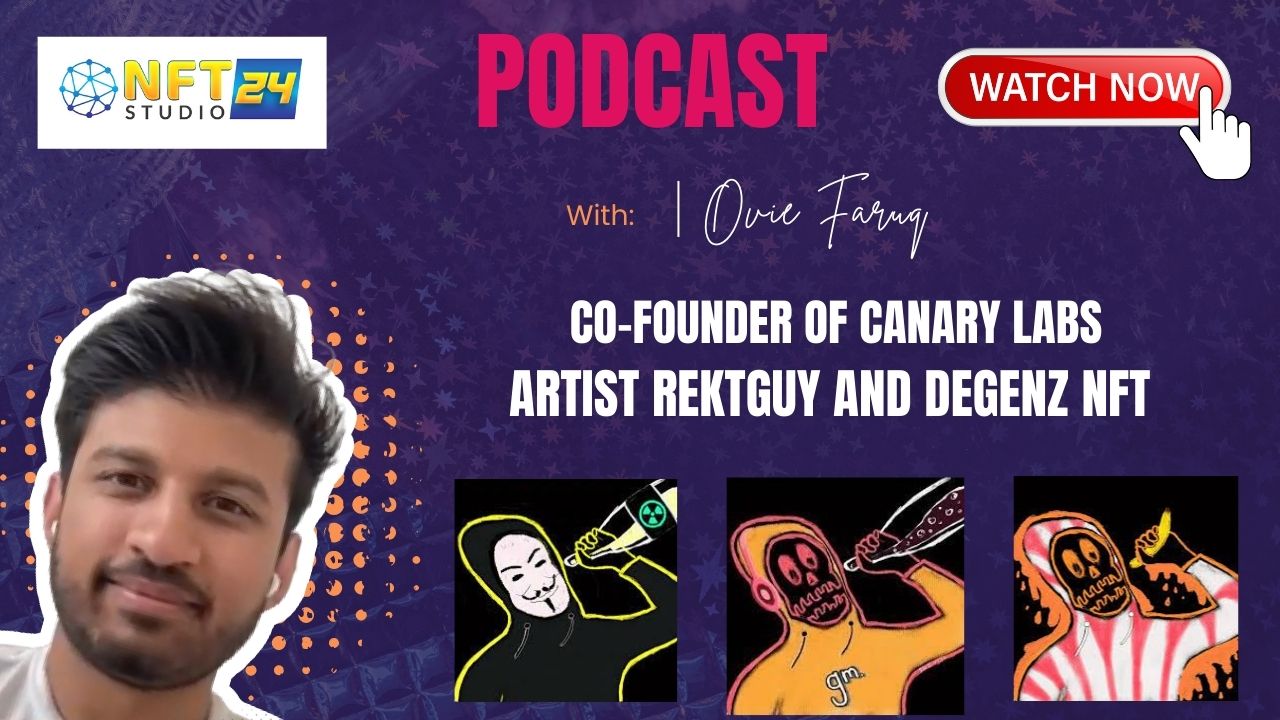 NFT 24
STUDIO
PODCAST
WATCH NOW
With: | Ovie Faruq
CO-FOUNDER OF CANARY LABS
ARTIST REKTGUY AND DEGENZ NFT
gm.